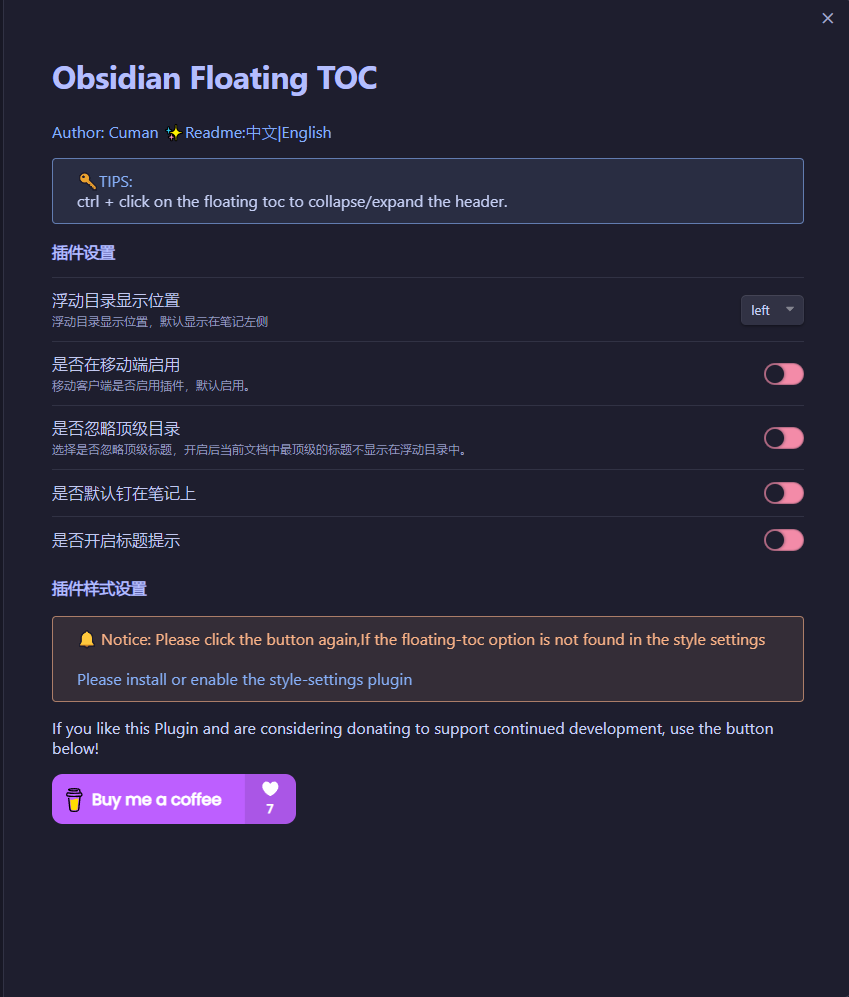 Obsidian Floating TOC
Author: Cuman ✨Readme:中文|English
🔑TIPS:
ctrl + click on the floating toc to collapse/expand the header.
插件设置
浮动目录显示位置
浮动目录显示位置，默认显示在笔记左侧
left
是否在移动端启用
移动客户端是否启用插件，默认启用。
是否忽略顶级目录
选择是否忽略顶级标题，开启后当前文档中最顶级的标题不显示在浮动目录中。
是否默认钉在笔记上
是否开启标题提示
插件样式设置
🔔 Notice: Please click the button again,If the floating-toc option is not found in the style settings
Please install or enable the style-settings plugin
If you like this Plugin and are considering donating to support continued development, use the button
below!
Buy me a coffee
7